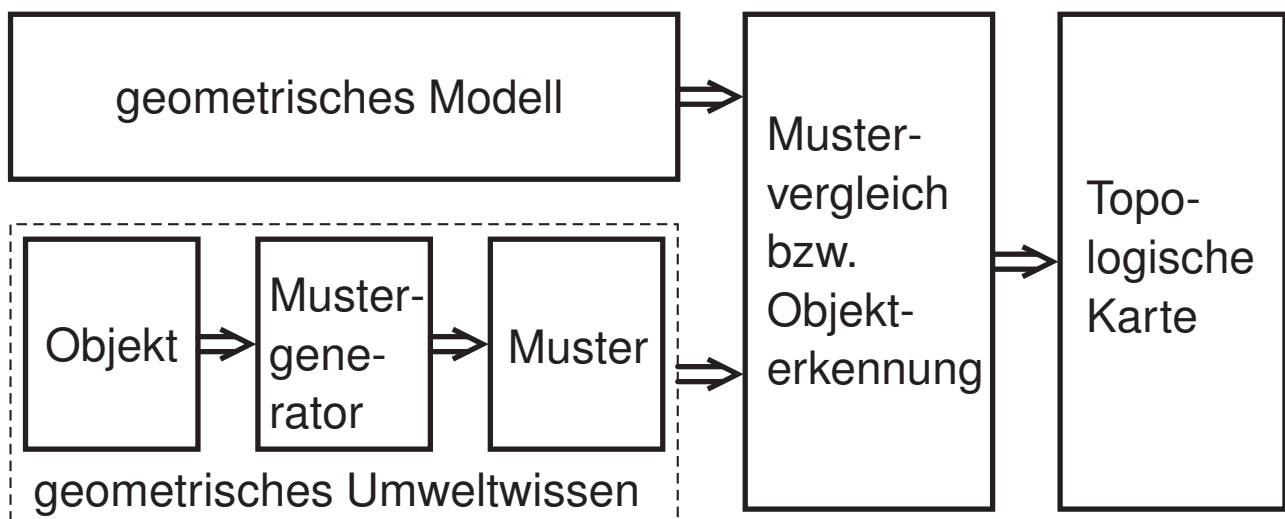 geometrisches Modell
Objekt
Muster-
gene-
rator
Muster
geometrisches Umweltwissen
Muster-
vergleich
bzw.
Objekt-
erkennung
Topo-
logische
Karte